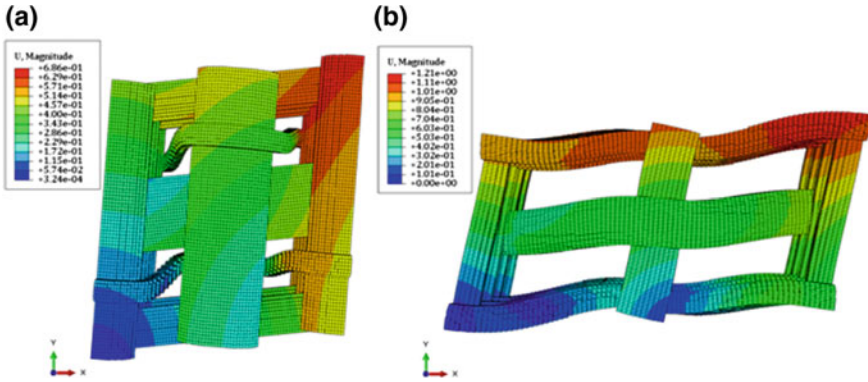 (a)
U, Magnitude
+6.86e-01
+6.29e-01
+5.71e-01
+5.14e-01
+4.57e-01
+4.00e-01
+3.43e-01
+2.86e-01
+2.29e-01
+1.72e-01
+1.15e-01
+5.74e-02
+3.24e-04
Y
X
(b)
U, Magnitude
+1.21e+00
+1.11e+00
+1.01e+00
+9.05e-01
+8.04e-01
+7.04e-01
+6.03e-01
+5.03e-01
+4.02e-01
+3.02e-01
+2.01e-01
+1.01e-01
+0.00e+00
Y
X